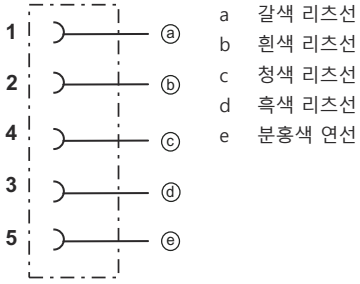 1 ⓐ
2 ⓑ
4 ⓒ
3 ⓓ
5 ⓔ
a 갈색 리츠선
b 흰색 리츠선
c 청색 리츠선
d 흑색 리츠선
e 분홍색 연선